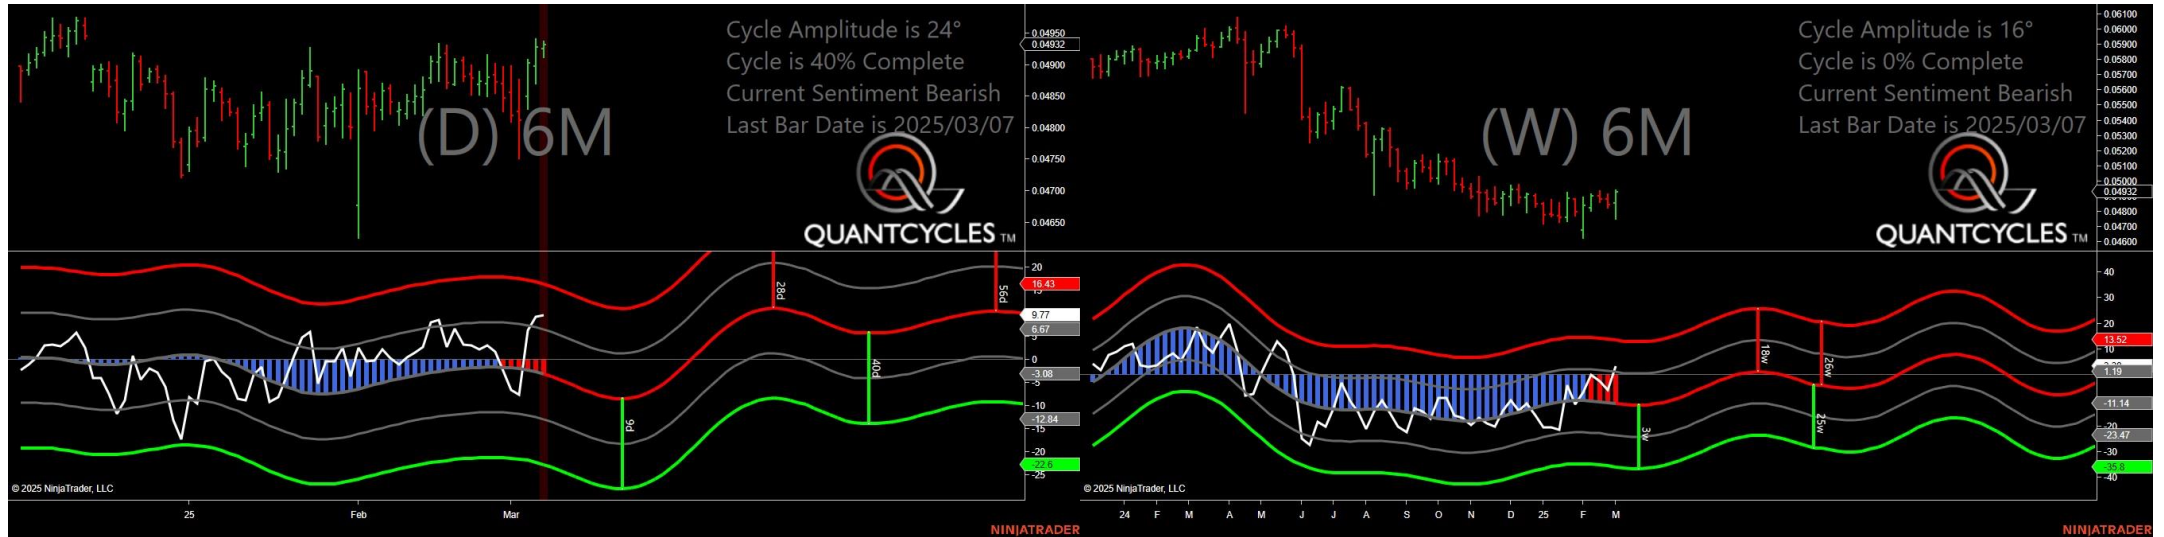 Cycle Amplitude is 24°
Cycle is 40% Complete
Current Sentiment Bearish
Last Bar Date is 2025/03/07
(D) 6M
QUANTCYCLES TM
0.04950
0.04932
0.04900
0.04850
0.04800
0.04750
0.04700
0.04650
28d
56d
40d
9d
20
16.43
9.77
6.67
0
-3.08
-5
-10
-12.84
-15
-20
-22.6
-25
© 2025 NinjaTrader, LLC
25
Feb
Mar
NINJATRADER
Cycle Amplitude is 16°
Cycle is 0% Complete
Current Sentiment Bearish
Last Bar Date is 2025/03/07
(W) 6M
QUANTCYCLES TM
0.06100
0.05900
0.05800
0.05700
0.05600
0.05400
0.05300
0.05200
0.05100
0.05000
0.04932
0.04800
0.04700
0.04600
18w
26w
3w
25w
40
30
20
13.52
10
1.19
-11.14
-20
-23.47
-30
-35.8
-40
© 2025 NinjaTrader, LLC
24
F
M
A
M
J
J
A
S
O
N
D
25
F
M
NINJATRADER